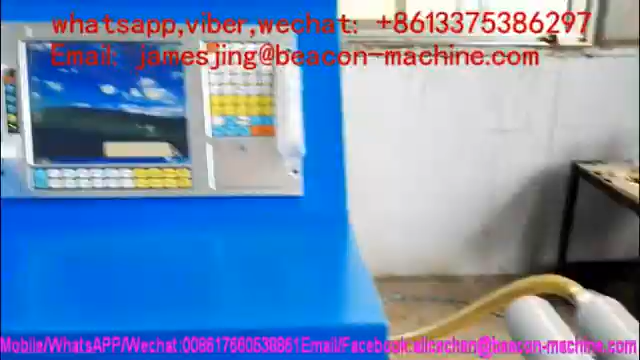 whatsapp,viber,wechat: +8613375386297
Email: jamesjing@beacon-machine.com
Mobile/WhatsAPP/Wechat:008617660538861Email/Facebook:alicechan@beacon-machine.com